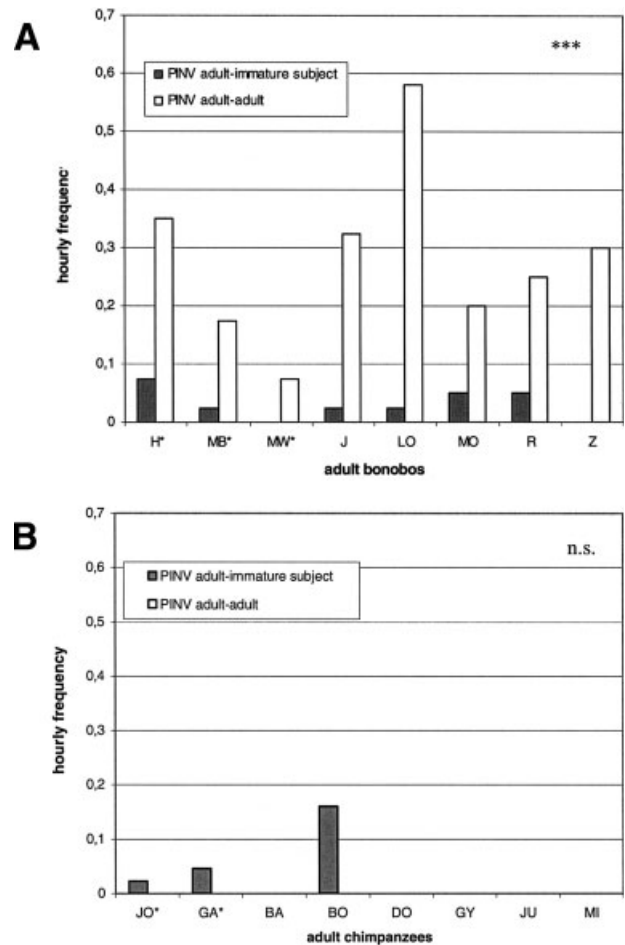 A
0,7
***
PINV adult-immature subject
PINV adult-adult
0,6
0,5
0,4
0,3
0,2
0,1
0
hourly frequenc
H* MB* MW* J LO MO R Z
adult bonobos
B
0,7
n.s.
PINV adult-immature subject
PINV adult-adult
0,6
0,5
0,4
0,3
0,2
0,1
0
hourly frequency
JO* GA* BA BO DO GY JU MI
adult chimpanzees